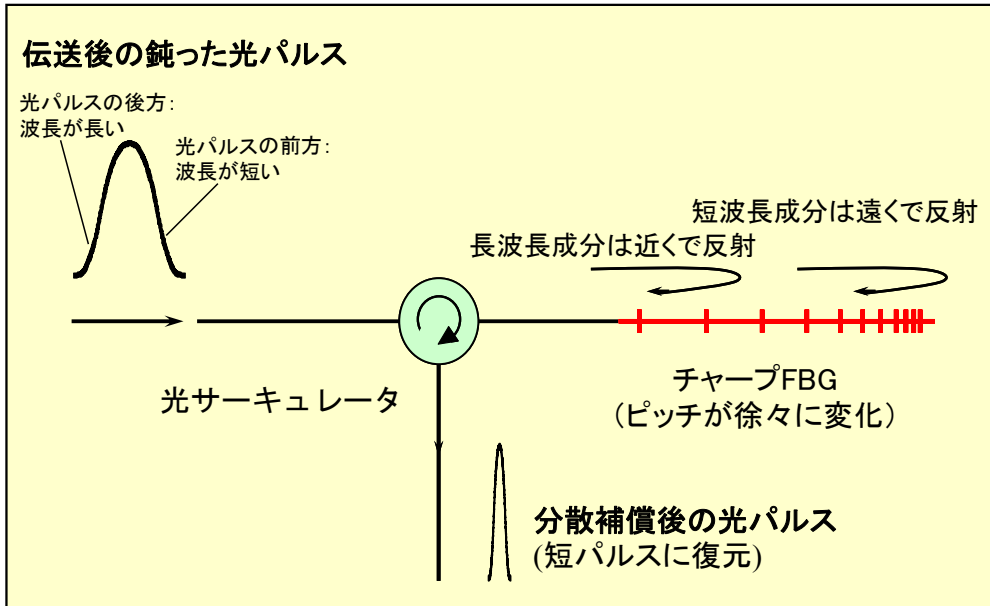 伝送後の鈍った光パルス
光パルスの後方:
波長が長い
光パルスの前方:
波長が短い
短波長成分は遠くで反射
長波長成分は近くで反射
光サーキュレータ
チャープFBG
(ピッチが徐々に変化)
分散補償後の光パルス
(短パルスに復元)